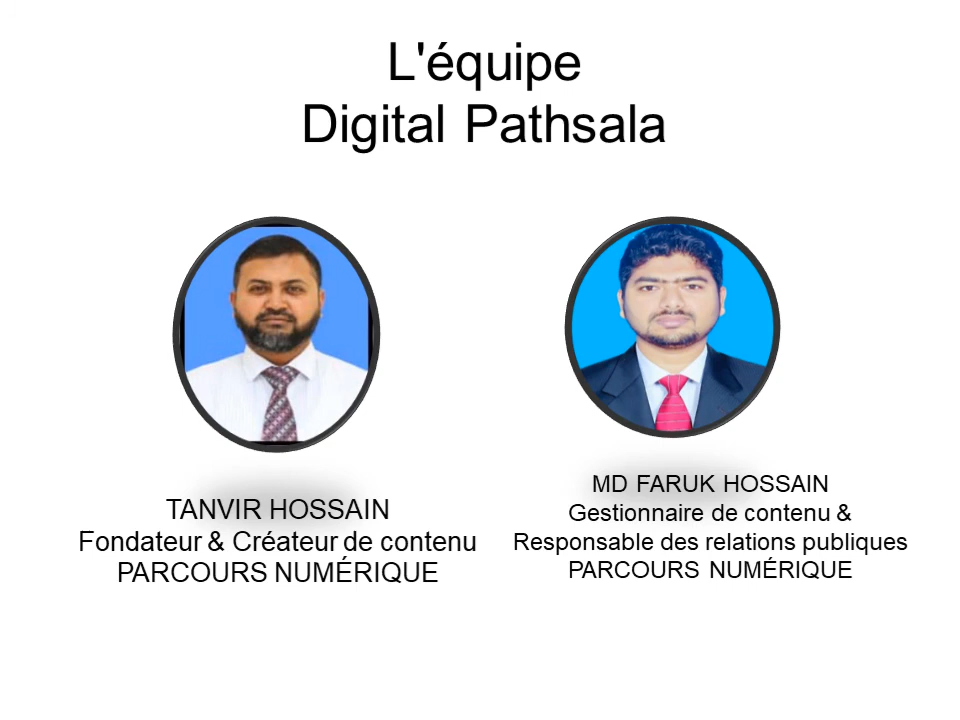 L'équipe
Digital Pathsala
TANVIR HOSSAIN
Fondateur & Créateur de contenu
PARCOURS NUMÉRIQUE
MD FARUK HOSSAIN
Gestionnaire de contenu &
Responsable des relations publiques
PARCOURS NUMÉRIQUE